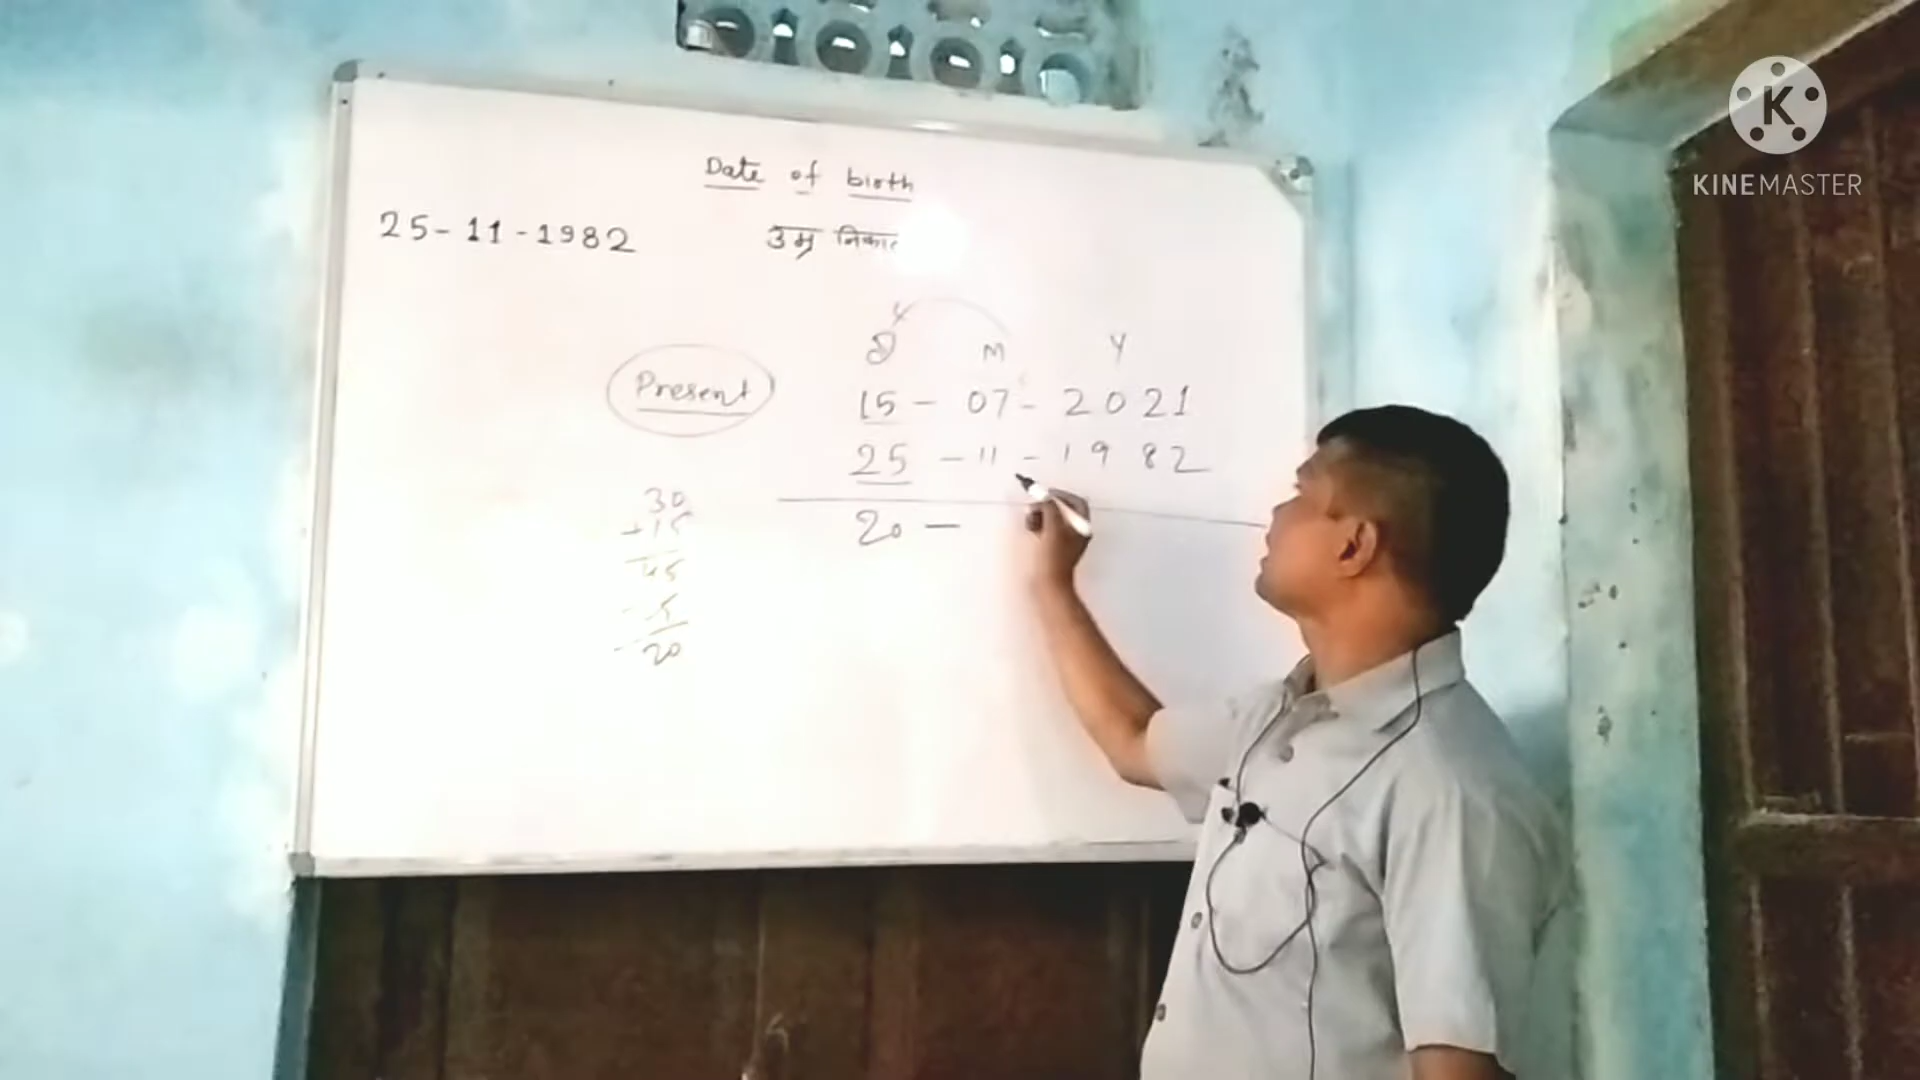 Date of birth
25-11-1982
उम्र निकाल
D M Y
Present
15 - 07 - 2021
25 - 11 - 1982
20 -
30
+15
45
20
KINEMASTER